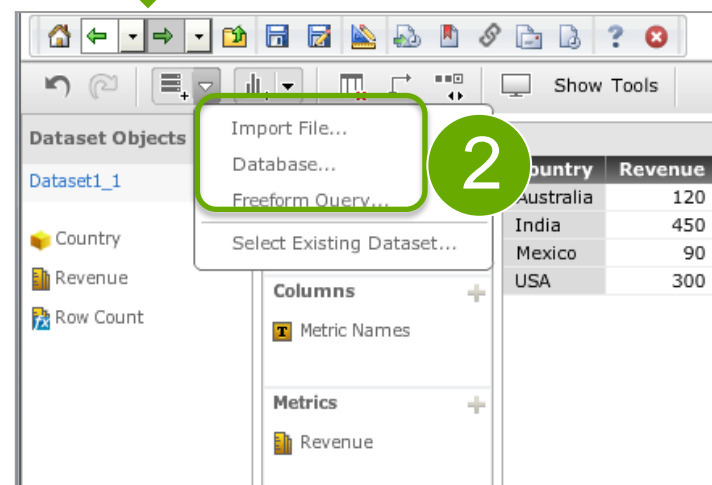 ?
Show Tools
Dataset Objects
Dataset1_1
Country
Revenue
Row Count
Import File...
Database...
Freeform Query...
Select Existing Dataset...
2
Columns
T Metric Names
Metrics
Revenue
Country Revenue
Australia 120
India 450
Mexico 90
USA 300